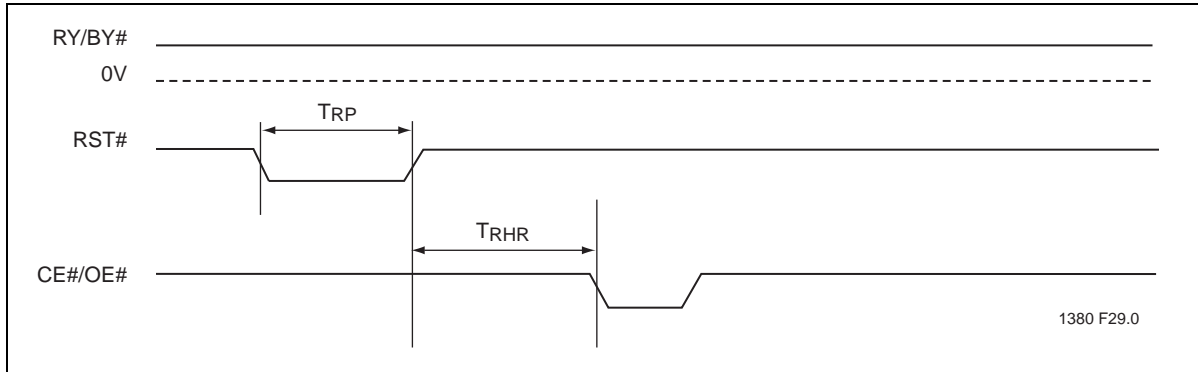 RY/BY#
0V
TRP
RST#
TRHR
CE#/OE#
1380 F29.0